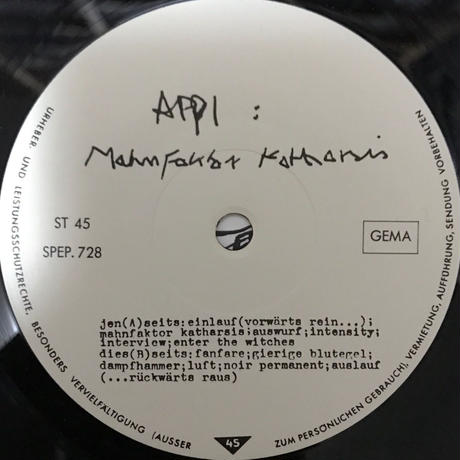 APPL :
Mahnfaktor Katharsis
ST 45
SPEP. 728
GEMA
jen(A)seits:einlauf(vorwärts rein...);
mahnfaktor katharsis;auswurf;intensity;
interview;enter the witches
dies(B)seits:fanfare;gierige blutegel;
dampfhammer;luft;noir permanent;auslauf
(...rückwärts raus)
URHEBER- UND LEISTUNGSSCHUTZRECHTE, BESONDERS VERVIELFÄLTIGUNG (AUSSER ZUM PERSÖNLICHEN GEBRAUCH), VERMIETUNG, AUFFÜHRUNG, SENDUNG VORBEHALTEN
45